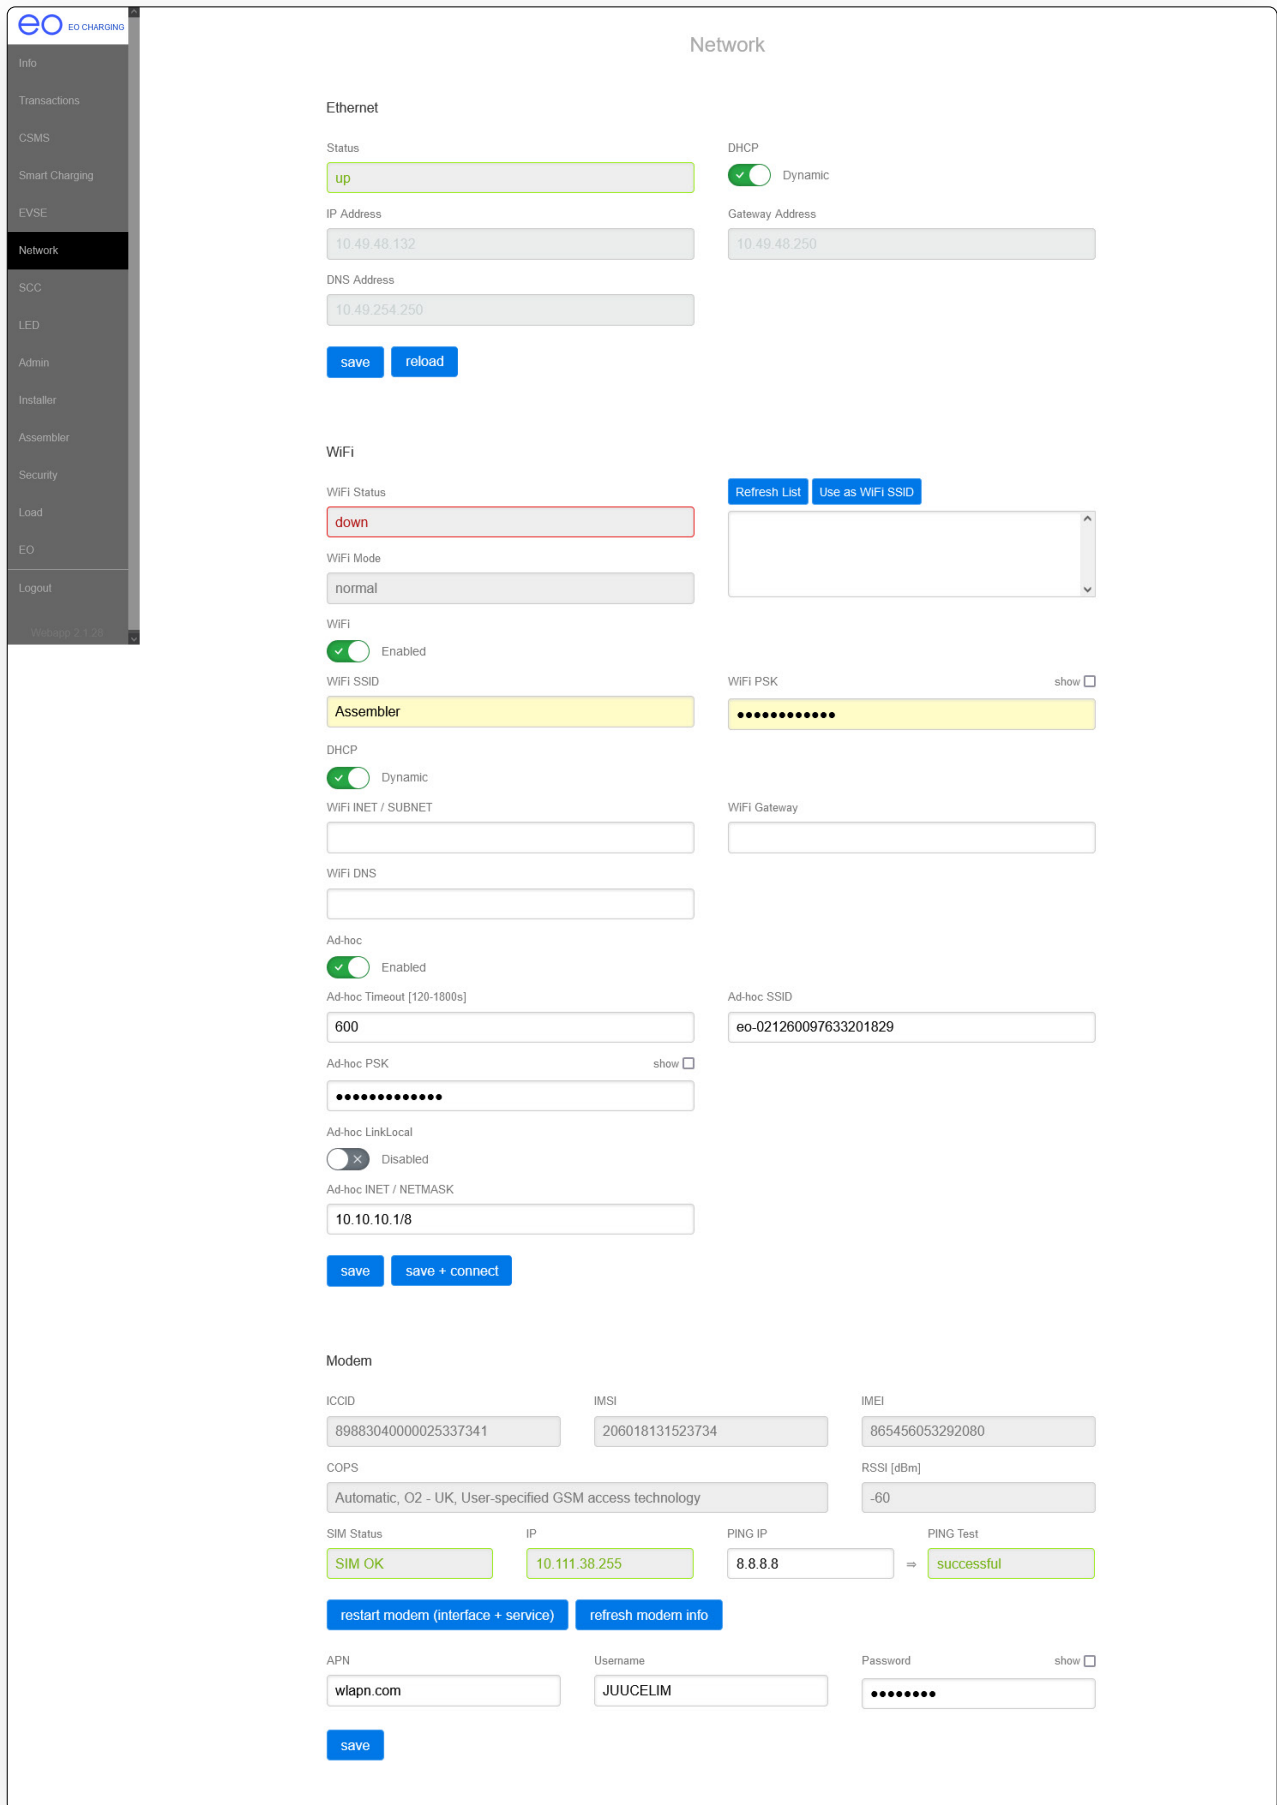 eo EO CHARGING
Info
Transactions
CSMS
Smart Charging
EVSE
Network
SCC
LED
Admin
Installer
Assembler
Security
Load
EO
Logout
Webapp 2.1.28
Network
Ethernet
Status DHCP
up Dynamic
IP Address Gateway Address
10.49.48.132 10.49.48.250
DNS Address
10.49.254.250
save reload
WiFi
WiFi Status Refresh List Use as WiFi SSID
down
WiFi Mode
normal
WiFi
Enabled
WiFi SSID WiFi PSK show
Assembler ••••••••••••
DHCP
Dynamic
WiFi INET / SUBNET WiFi Gateway
WiFi DNS
Ad-hoc
Enabled
Ad-hoc Timeout [120-1800s] Ad-hoc SSID
600 eo-021260097633201829
Ad-hoc PSK show
•••••••••••••
Ad-hoc LinkLocal
Disabled
Ad-hoc INET / NETMASK
10.10.10.1/8
save save + connect
Modem
ICCID IMSI IMEI
89883040000025337341 206018131523734 865456053292080
COPS RSSI [dBm]
Automatic, O2 - UK, User-specified GSM access technology -60
SIM Status IP PING IP PING Test
SIM OK 10.111.38.255 8.8.8.8 ⇒ successful
restart modem (interface + service) refresh modem info
APN Username Password show
wlapn.com JUUCELIM ••••••••
save